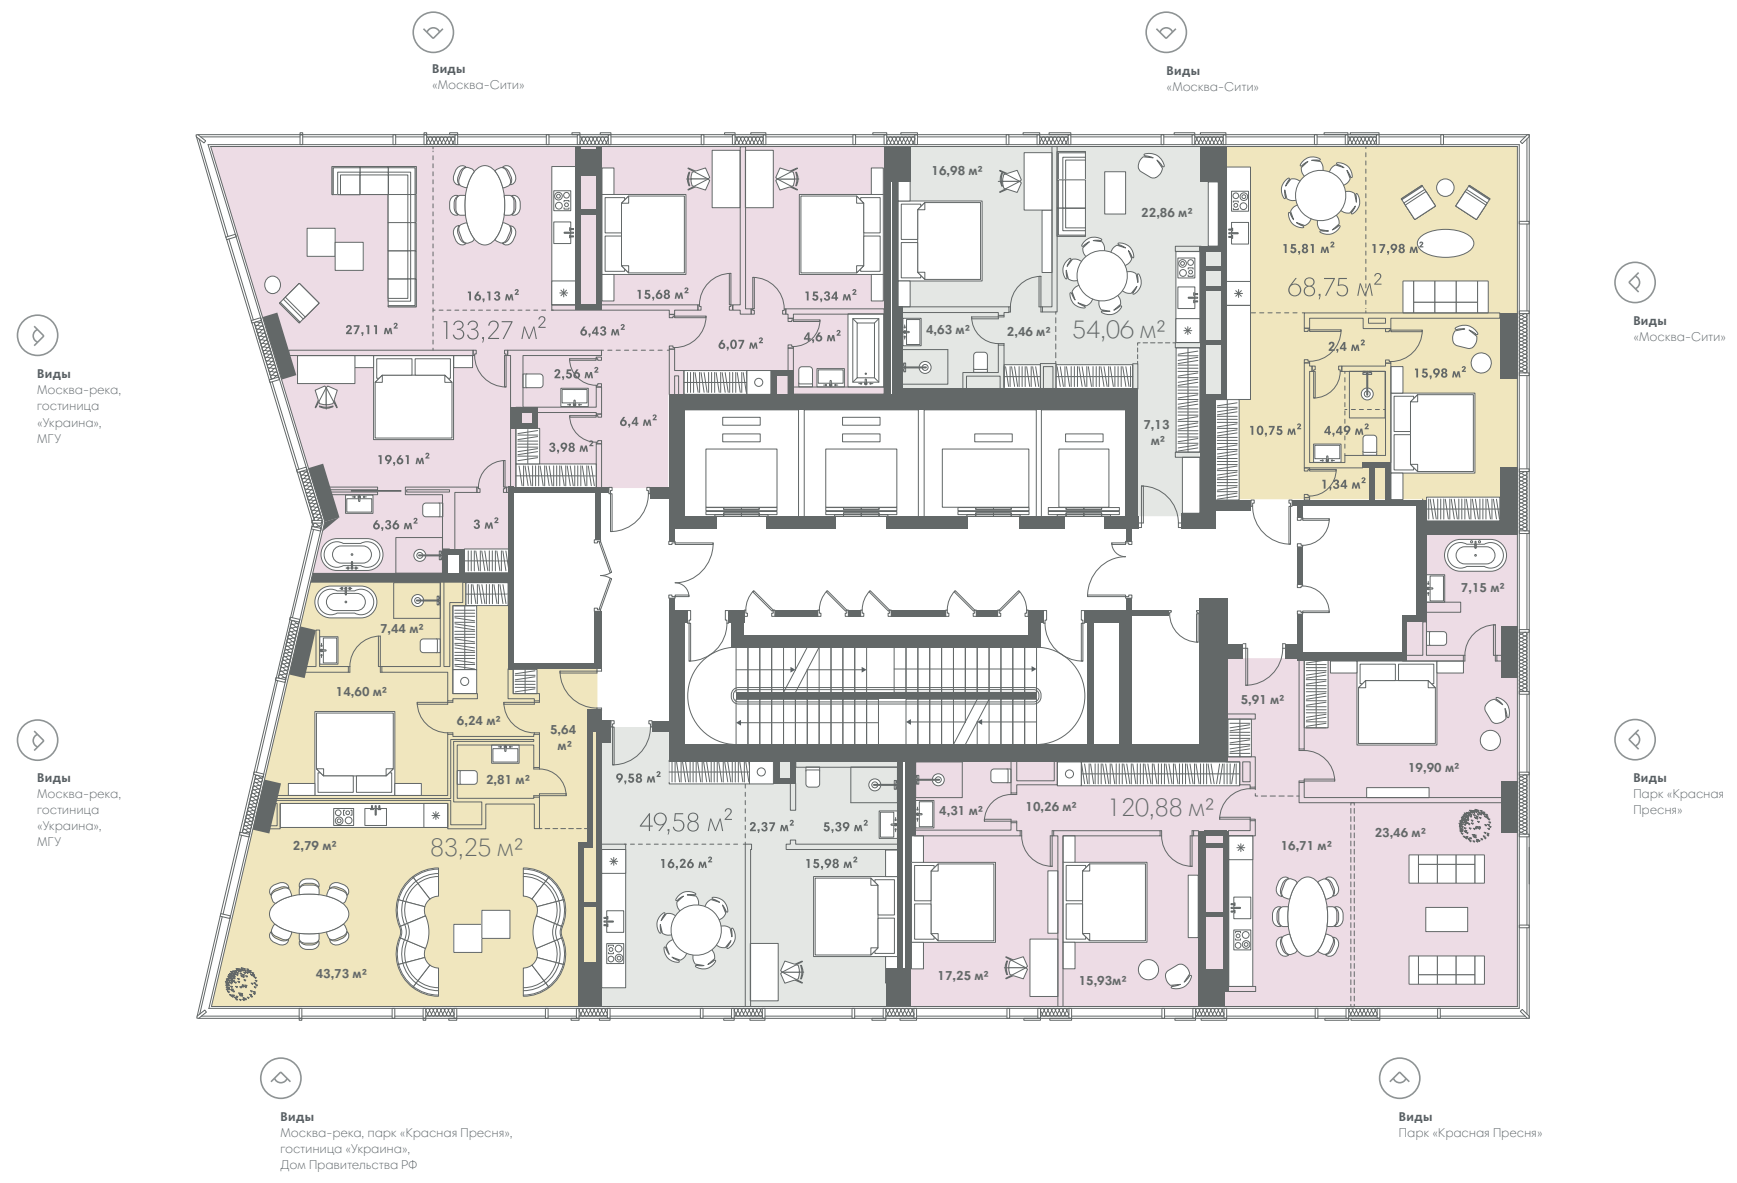 Виды
«Москва-Сити»
Виды
«Москва-Сити»
16,98 м²
22,86 м²
15,81 м²
17,98 м²
68,75 м²
16,13 м²
15,68 м²
15,34 м²
27,11 м²
133,27 м²
6,43 м²
6,07 м²
4,6 м²
4,63 м²
2,46 м²
54,06 м²
2,4 м²
15,98 м²
2,56 м²
6,4 м²
3,98 м²
19,61 м²
7,13
м²
10,75 м²
4,49 м²
1,34 м²
6,36 м²
3 м²
Виды
Москва-река,
гостиница
«Украина»,
МГУ
Виды
«Москва-Сити»
7,15 м²
7,44 м²
14,60 м²
6,24 м²
5,64
м²
2,81 м²
5,91 м²
19,90 м²
9,58 м²
49,58 м²
2,37 м²
5,39 м²
4,31 м²
10,26 м²
120,88 м²
2,79 м²
83,25 м²
16,26 м²
15,98 м²
16,71 м²
23,46 м²
43,73 м²
17,25 м²
15,93м²
Виды
Москва-река,
гостиница
«Украина»,
МГУ
Виды
Парк «Красная
Пресня»
Виды
Москва-река, парк «Красная Пресня»,
гостиница «Украина»,
Дом Правительства РФ
Виды
Парк «Красная Пресня»